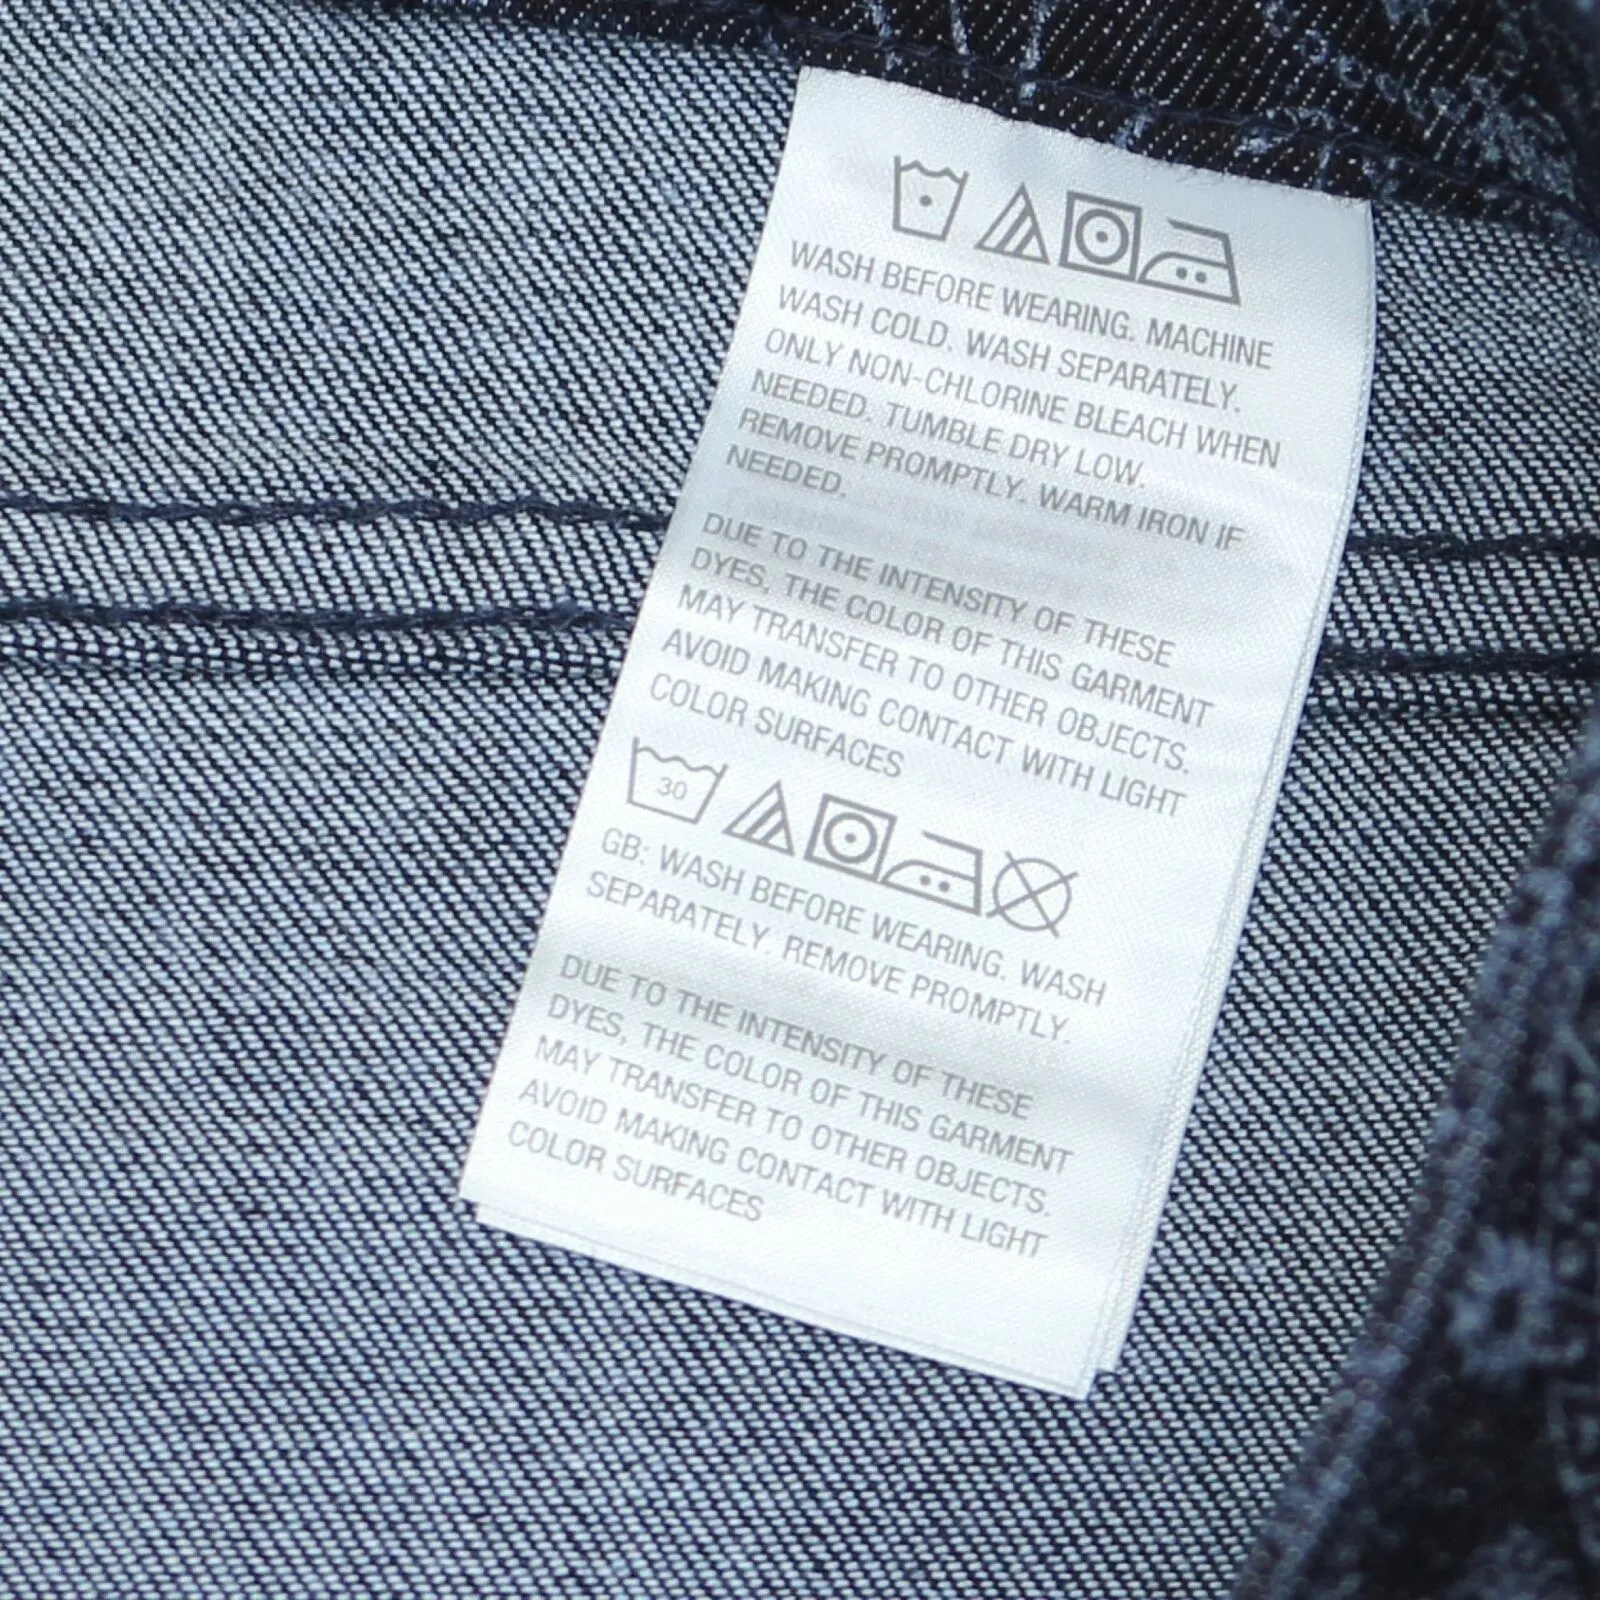 WASH BEFORE WEARING. MACHINE
WASH COLD. WASH SEPARATELY.
ONLY NON-CHLORINE BLEACH WHEN
NEEDED. TUMBLE DRY LOW.
REMOVE PROMPTLY. WARM IRON IF
NEEDED.
DUE TO THE INTENSITY OF THESE
DYES, THE COLOR OF THIS GARMENT
MAY TRANSFER TO OTHER OBJECTS.
AVOID MAKING CONTACT WITH LIGHT
COLOR SURFACES
30
GB: WASH BEFORE WEARING. WASH
SEPARATELY. REMOVE PROMPTLY.
DUE TO THE INTENSITY OF THESE
DYES, THE COLOR OF THIS GARMENT
MAY TRANSFER TO OTHER OBJECTS.
AVOID MAKING CONTACT WITH LIGHT
COLOR SURFACES